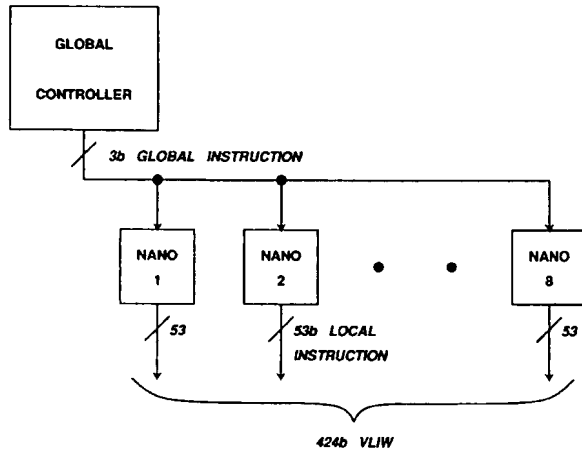 GLOBAL
CONTROLLER
3b GLOBAL INSTRUCTION
NANO
1
NANO
2
NANO
8
53
53b LOCAL
INSTRUCTION
53
424b VLIW